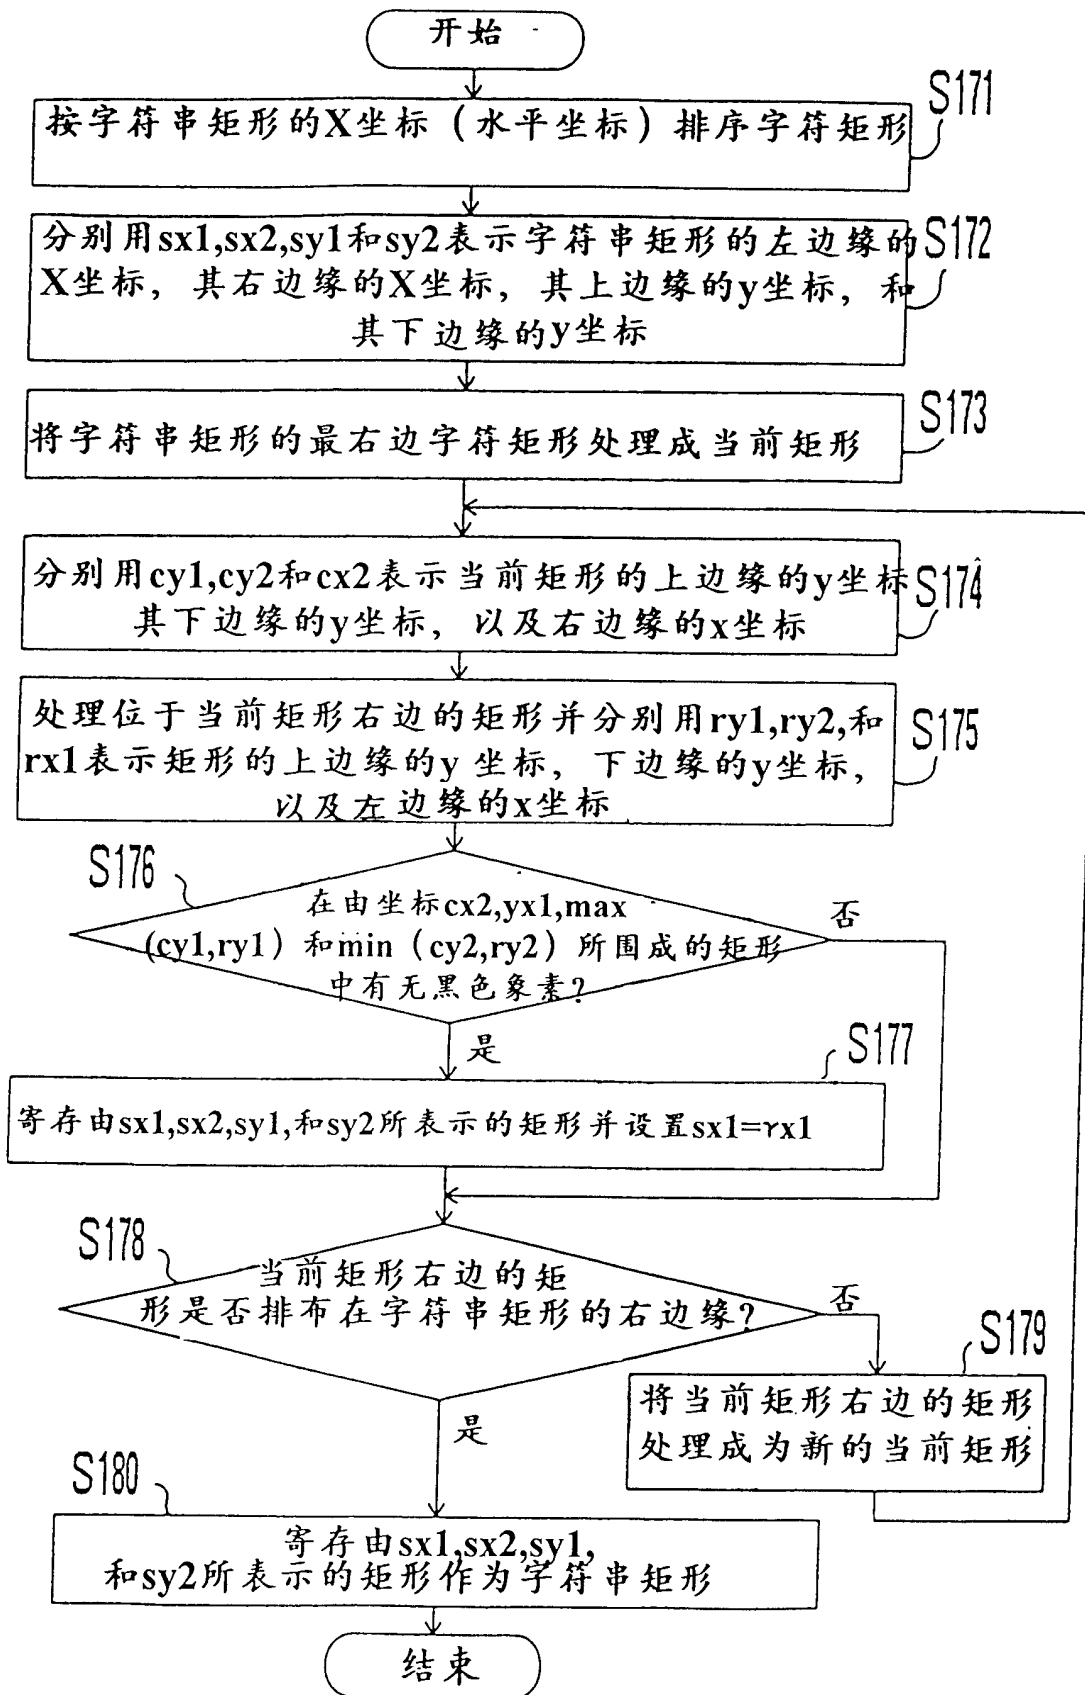 开始
S171
按字符串矩形的X坐标（水平坐标）排序字符矩形
S172
分别用sx1,sx2,sy1和sy2表示字符串矩形的左边缘的
X坐标，其右边缘的X坐标，其上边缘的y坐标，和
其下边缘的y坐标
S173
将字符串矩形的最右边字符矩形处理成当前矩形
S174
分别用cy1,cy2和cx2表示当前矩形的上边缘的y坐标
其下边缘的y坐标，以及右边缘的x坐标
S175
处理位于当前矩形右边的矩形并分别用ry1,ry2,和
rx1表示矩形的上边缘的y坐标，下边缘的y坐标，
以及左边缘的x坐标
S176
在由坐标cx2,yx1,max
(cy1,ry1）和min（cy2,ry2）所围成的矩形
中有无黑色象素?
否
是
S177
寄存由sx1,sx2,sy1,和sy2所表示的矩形并设置sx1=rx1
S178
当前矩形右边的矩
形是否排布在字符串矩形的右边缘?
否
S179
将当前矩形右边的矩形
处理成为新的当前矩形
是
S180
寄存由sx1,sx2,sy1,
和sy2所表示的矩形作为字符串矩形
结束